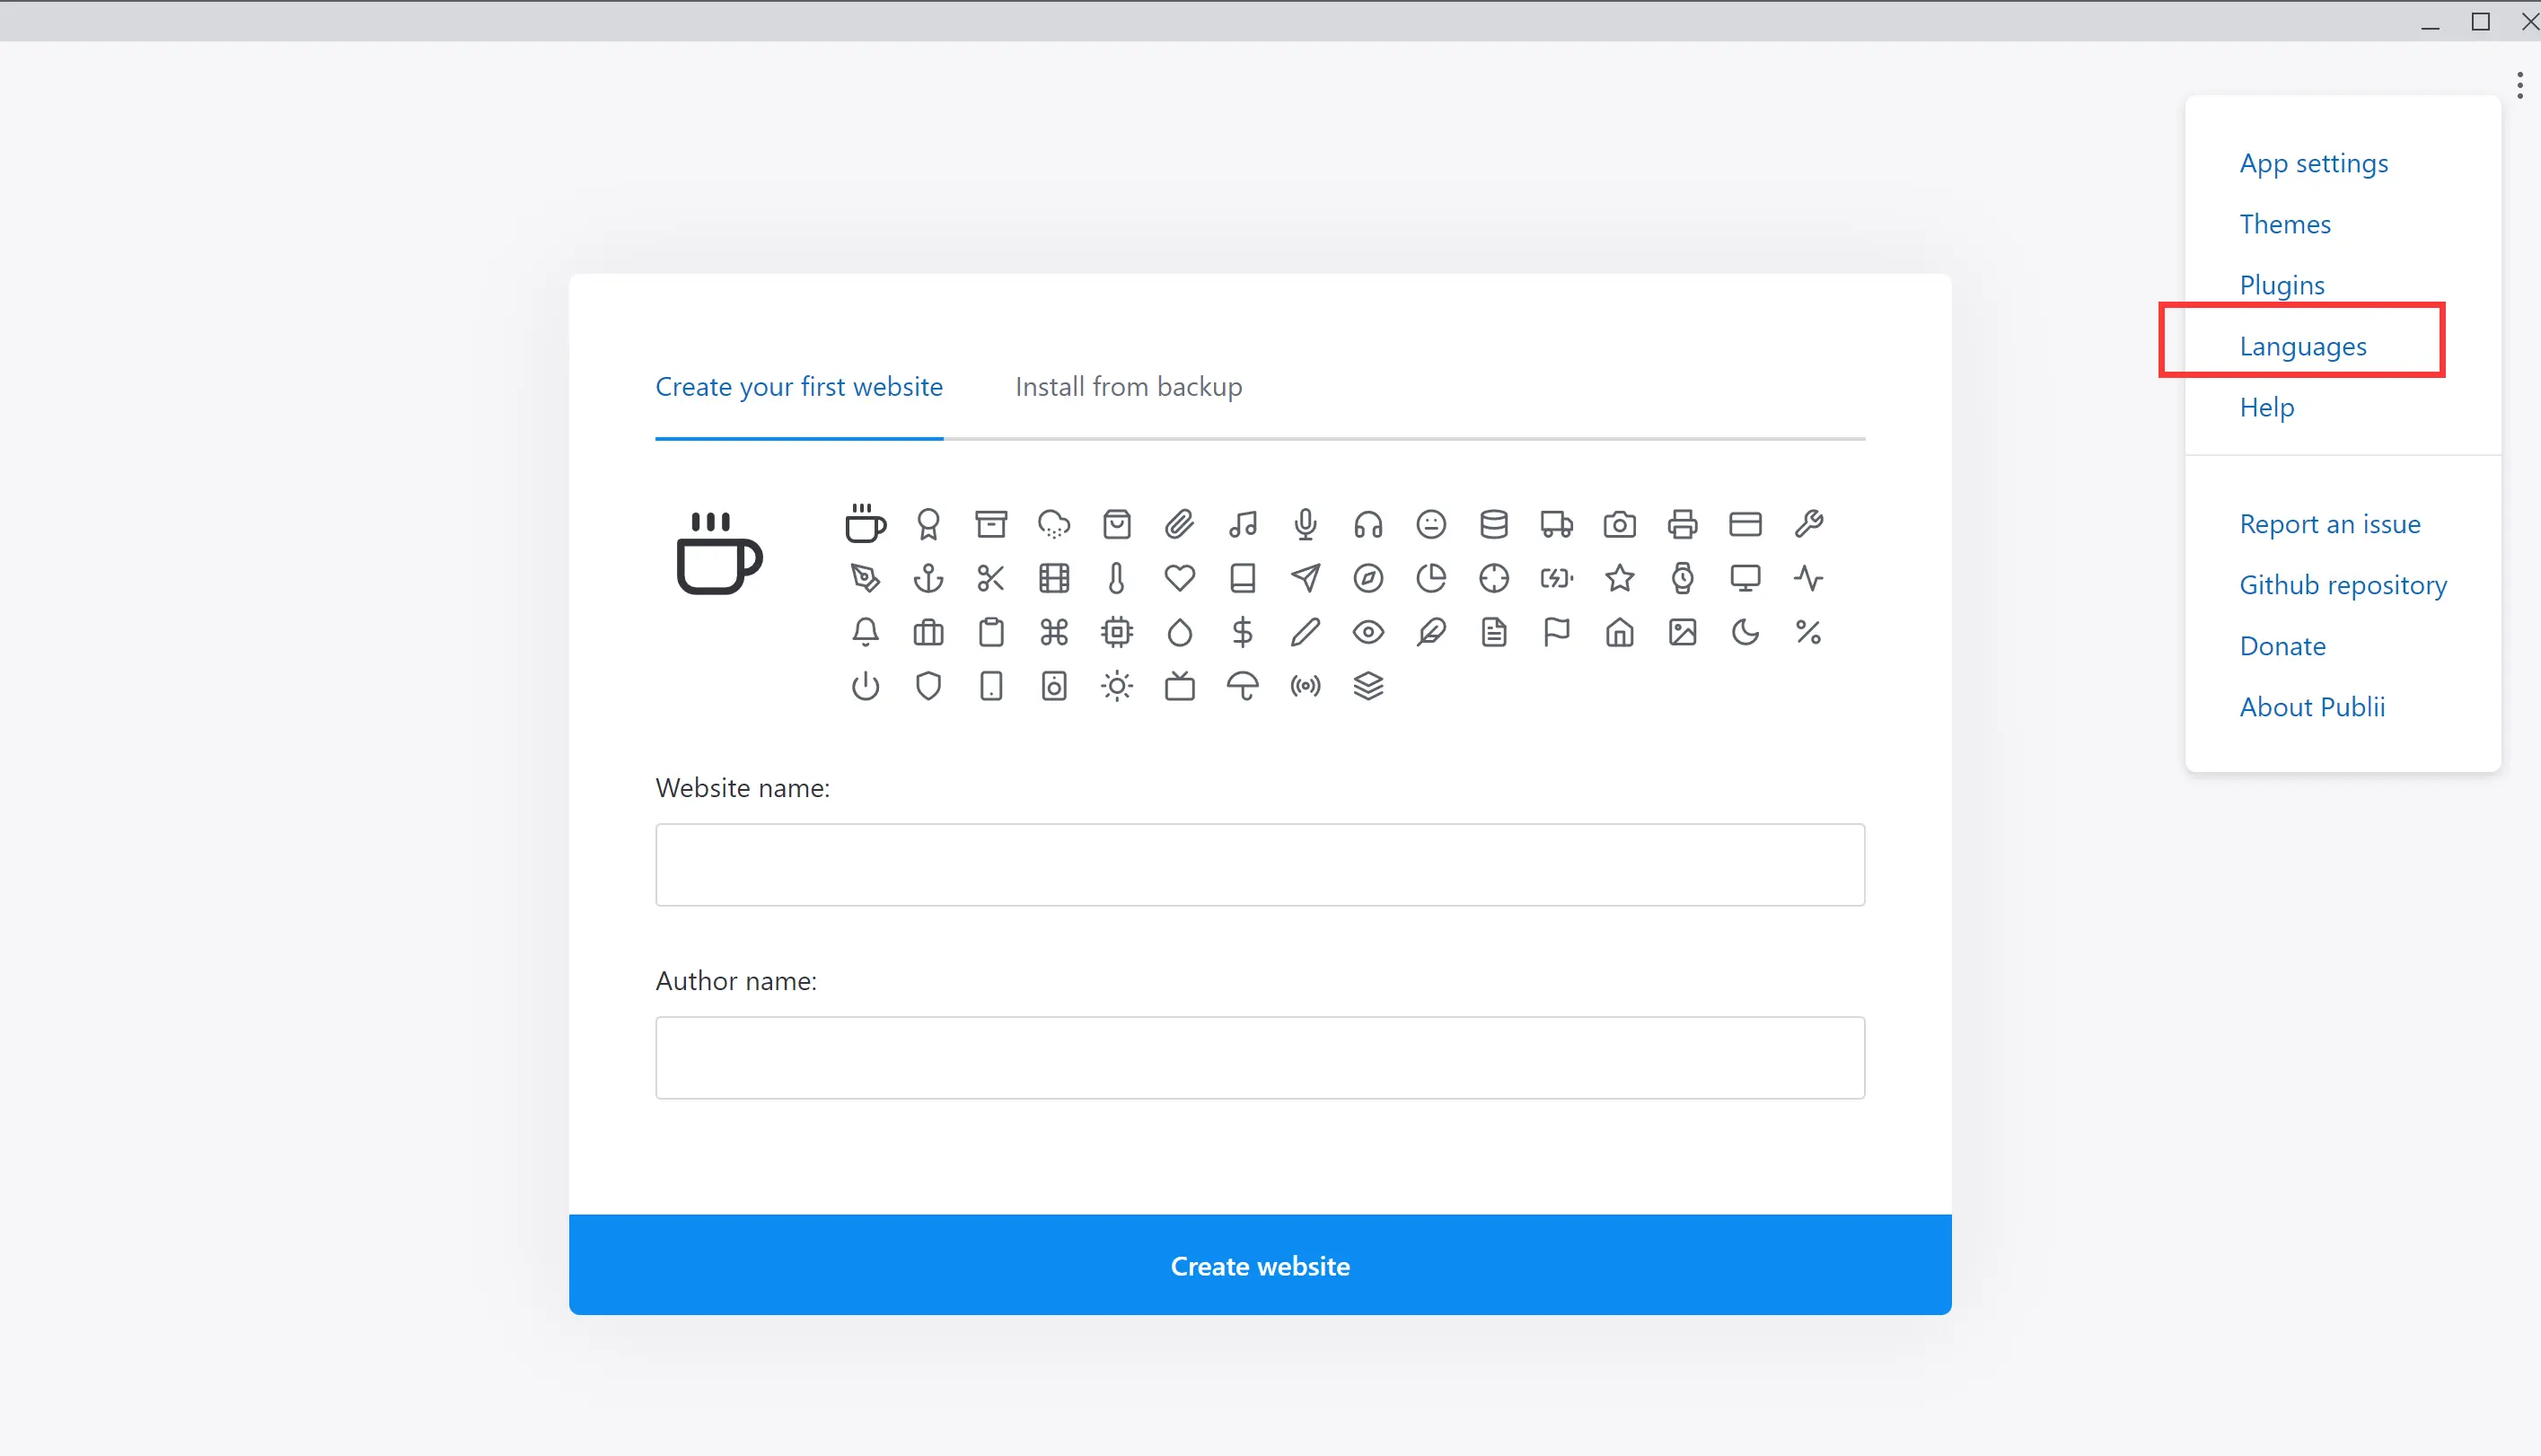 App settings
Themes
Plugins
Languages
Help
Report an issue
Github repository
Donate
About Publii
Create your first website
Install from backup
Website name:
Author name:
Create website